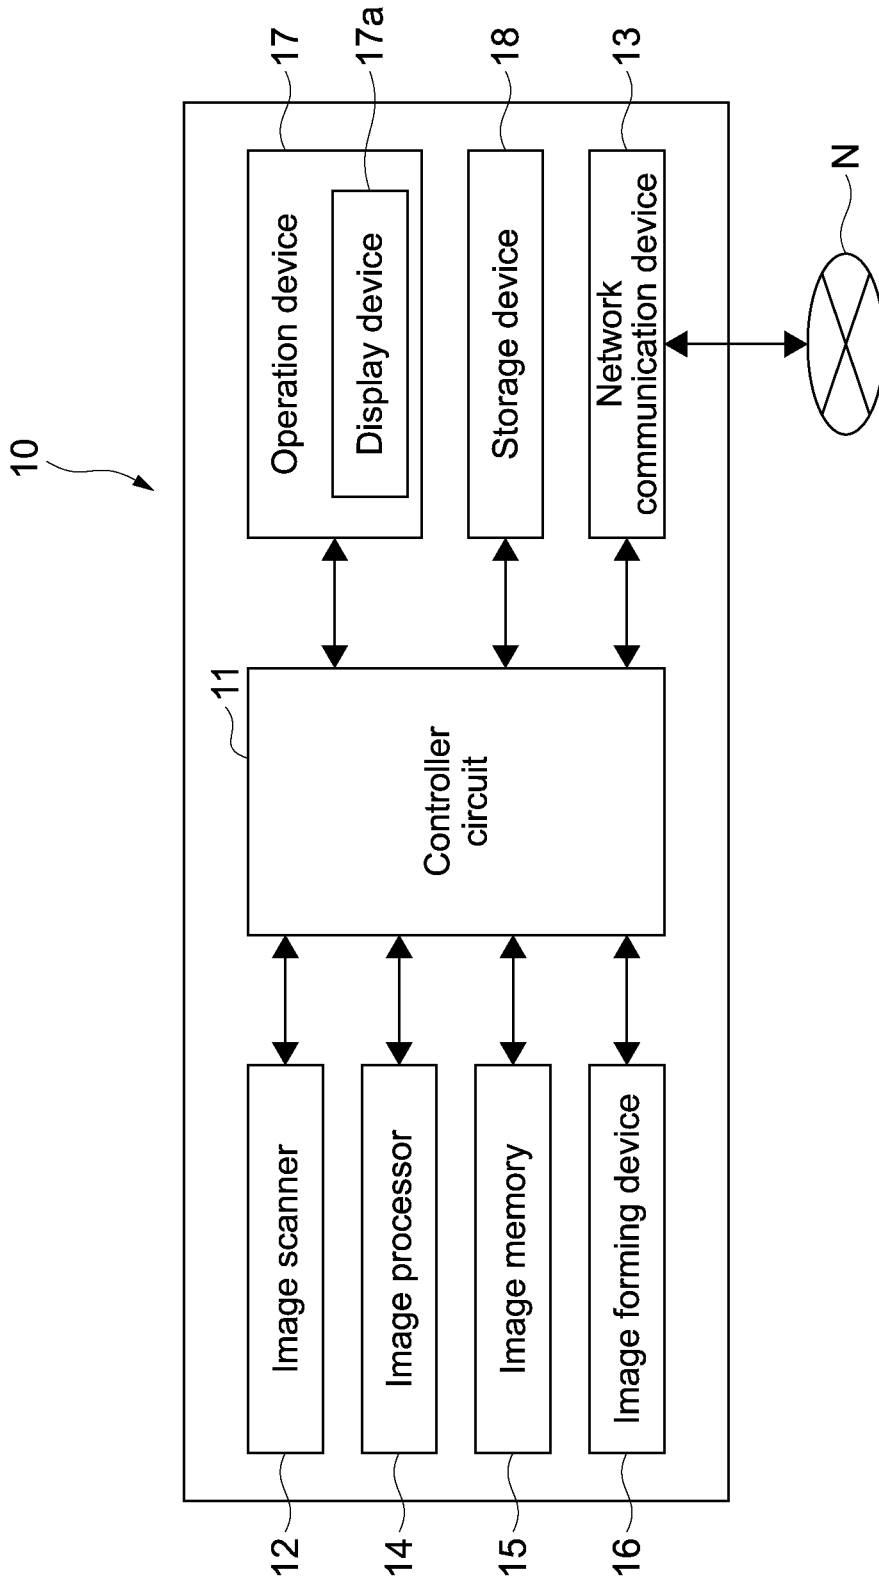 10
11
12
Image scanner
14
Image processor
15
Image memory
16
Image forming device
Controller
circuit
Operation device
17
Display device
17a
Storage device
18
Network
communication device
13
N